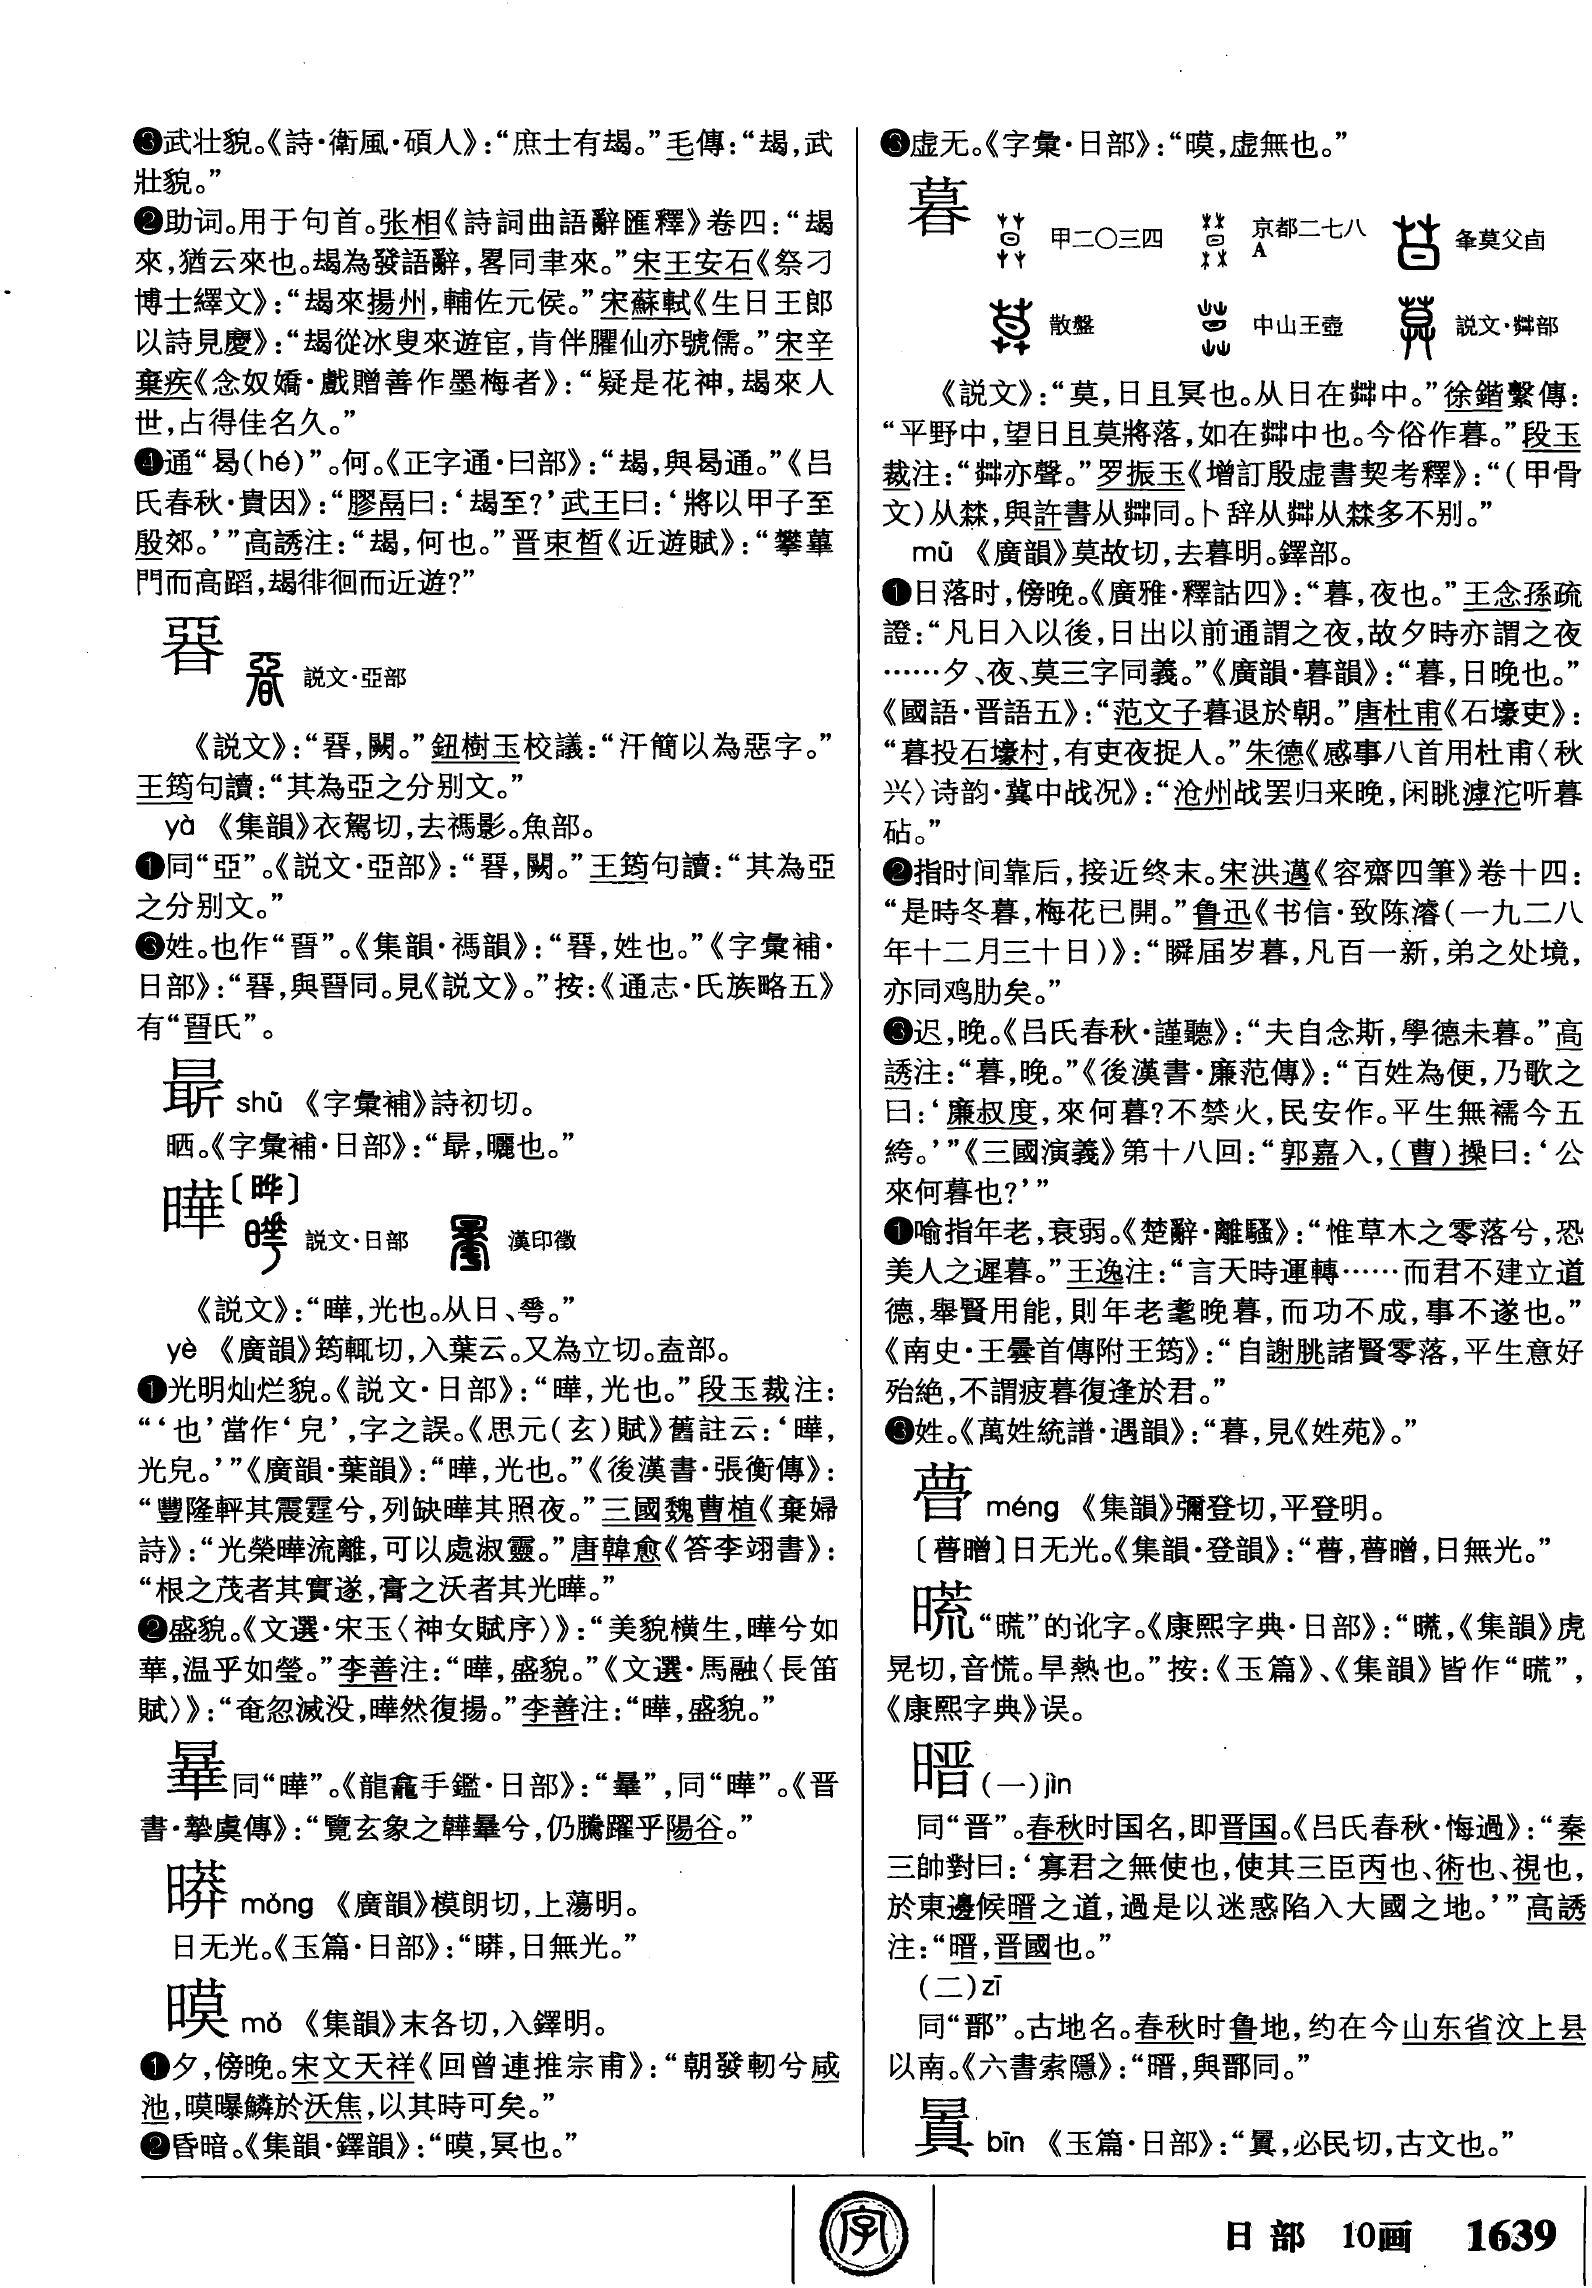 ❸武壮貌。《詩·衛風·碩人》：“庶士有朅。”毛傳：“朅，武
壯貌。”
❷助词。用于句首。张相《詩詞曲語辭匯釋》卷四：“朅
來，猶云來也。朅為發語辭，畧同聿來。”宋王安石《祭刁
博士繹文》：“朅來揚州，輔佐元侯。”宋蘇軾《生日王郎
以詩見慶》：“朅從冰叟來遊宦，肯伴臞仙亦號儒。”宋辛
棄疾《念奴嬌·戲贈善作墨梅者》：“疑是花神，朅來人
世，占得佳名久。”
❹通“曷(hé)”。何。《正字通·曰部》：“朅，與曷通。”《吕
氏春秋·貴因》：“膠鬲曰：‘朅至？’武王曰：‘將以甲子至
殷郊。’”高誘注：“朅，何也。”晋束皙《近遊賦》：“攀蓽
門而高蹈，朅徘徊而近遊？”
㬂
説文·亞部
《説文》：“㬂，闕。”鈕樹玉校議：“汗簡以為惡字。”
王筠句讀：“其為亞之分别文。”
yà 《集韻》衣駕切，去禡影。魚部。
❶同“亞”。《説文·亞部》：“㬂，闕。”王筠句讀：“其為亞
之分别文。”
❸姓。也作“”。《集韻·禡韻》：“㬂，姓也。”《字彙補·
日部》：“㬂，與同。見《説文》。”按：《通志·氏族略五》
有“氏”。
shǔ 《字彙補》詩初切。
晒。《字彙補·日部》：“，曬也。”
曄〔晔〕
説文·日部 漢印徵
《説文》：“曄，光也。从日、𠌶。”
yè 《廣韻》筠輒切，入葉云。又為立切。盍部。
❶光明灿烂貌。《説文·日部》：“曄，光也。”段玉裁注：
“‘也’當作‘皃’，字之誤。《思元(玄)賦》舊註云：‘曄，
光皃。’”《廣韻·葉韻》：“曄，光也。”《後漢書·張衡傳》：
“豐隆軯其震霆兮，列缺曄其照夜。”三國魏曹植《棄婦
詩》：“光榮曄流離，可以處淑靈。”唐韓愈《答李翊書》：
“根之茂者其實遂，膏之沃者其光曄。”
❷盛貌。《文選·宋玉〈神女賦序〉》：“美貌横生，曄兮如
華，温乎如瑩。”李善注：“曄，盛貌。”《文選·馬融〈長笛
賦〉》：“奄忽滅没，曄然復揚。”李善注：“曄，盛貌。”
曅同“曄”。《龍龕手鑑·日部》：“曅”，同“曄”。《晋
書·摯虞傳》：“覽玄象之韡曅兮，仍騰躍乎陽谷。”
㬒 mǎng 《廣韻》模朗切，上蕩明。
日无光。《玉篇·日部》：“㬒，日無光。”
暯 mò 《集韻》末各切，入鐸明。
❶夕，傍晚。宋文天祥《回曾連推宗甫》：“朝發軔兮咸
池，暯曝鱗於沃焦，以其時可矣。”
❷昏暗。《集韻·鐸韻》：“暯，冥也。”
❸虚无。《字彙·日部》：“暯，虚無也。”
暮
甲二〇三四 京都二七八A 夆莫父卣
散盤 中山王壺 説文·茻部
《説文》：“莫，日且冥也。从日在茻中。”徐鍇繫傳：
“平野中，望日且莫將落，如在茻中也。今俗作暮。”段玉
裁注：“茻亦聲。”罗振玉《增訂殷虚書契考釋》：“(甲骨
文)从𣛧，與許書从茻同。卜辞从茻从𣛧多不别。”
mù 《廣韻》莫故切，去暮明。鐸部。
❶日落时，傍晚。《廣雅·釋詁四》：“暮，夜也。”王念孫疏
證：“凡日入以後，日出以前通謂之夜，故夕時亦謂之夜
……夕、夜、莫三字同義。”《廣韻·暮韻》：“暮，日晚也。”
《國語·晋語五》：“范文子暮退於朝。”唐杜甫《石壕吏》：
“暮投石壕村，有吏夜捉人。”朱德《感事八首用杜甫〈秋
兴〉诗韵·冀中战况》：“沧州战罢归来晚，闲眺滹沱听暮
砧。”
❷指时间靠后，接近终末。宋洪邁《容齋四筆》卷十四：
“是時冬暮，梅花已開。”鲁迅《书信·致陈濬(一九二八
年十二月三十日)》：“瞬届岁暮，凡百一新，弟之处境，
亦同鸡肋矣。”
❸迟，晚。《吕氏春秋·謹聽》：“夫自念斯，學德未暮。”高
誘注：“暮，晚。”《後漢書·廉范傳》：“百姓為便，乃歌之
曰：‘廉叔度，來何暮？不禁火，民安作。平生無襦今五
絝。’”《三國演義》第十八回：“郭嘉入，(曹)操曰：‘公
來何暮也？’”
❶喻指年老，衰弱。《楚辭·離騷》：“惟草木之零落兮，恐
美人之遲暮。”王逸注：“言天時運轉……而君不建立道
德，舉賢用能，則年老耄晚暮，而功不成，事不遂也。”
《南史·王曇首傳附王筠》：“自謝朓諸賢零落，平生意好
殆絶，不謂疲暮復逢於君。”
❸姓。《萬姓統譜·遇韻》：“暮，見《姓苑》。”
méng 《集韻》彌登切，平登明。
〔䁅〕日无光。《集韻·登韻》：“，，日無光。”
“㬻”的讹字。《康熙字典·日部》：“，《集韻》虎
晃切，音慌。旱熱也。”按：《玉篇》、《集韻》皆作“”，
《康熙字典》误。
㬜(一)jìn
同“晋”。春秋时国名，即晋国。《吕氏春秋·悔過》：“秦
三帥對曰：‘寡君之無使也，使其三臣丙也、術也、視也，
於東邊候㬜之道，過是以迷惑陷入大國之地。’”高誘
注：“㬜，晋國也。”
(二)zī
同“鄑”。古地名。春秋时鲁地，约在今山东省汶上县
以南。《六書索隱》：“㬜，與鄑同。”
bīn 《玉篇·日部》：“，必民切，古文也。”
日部 10画 1639